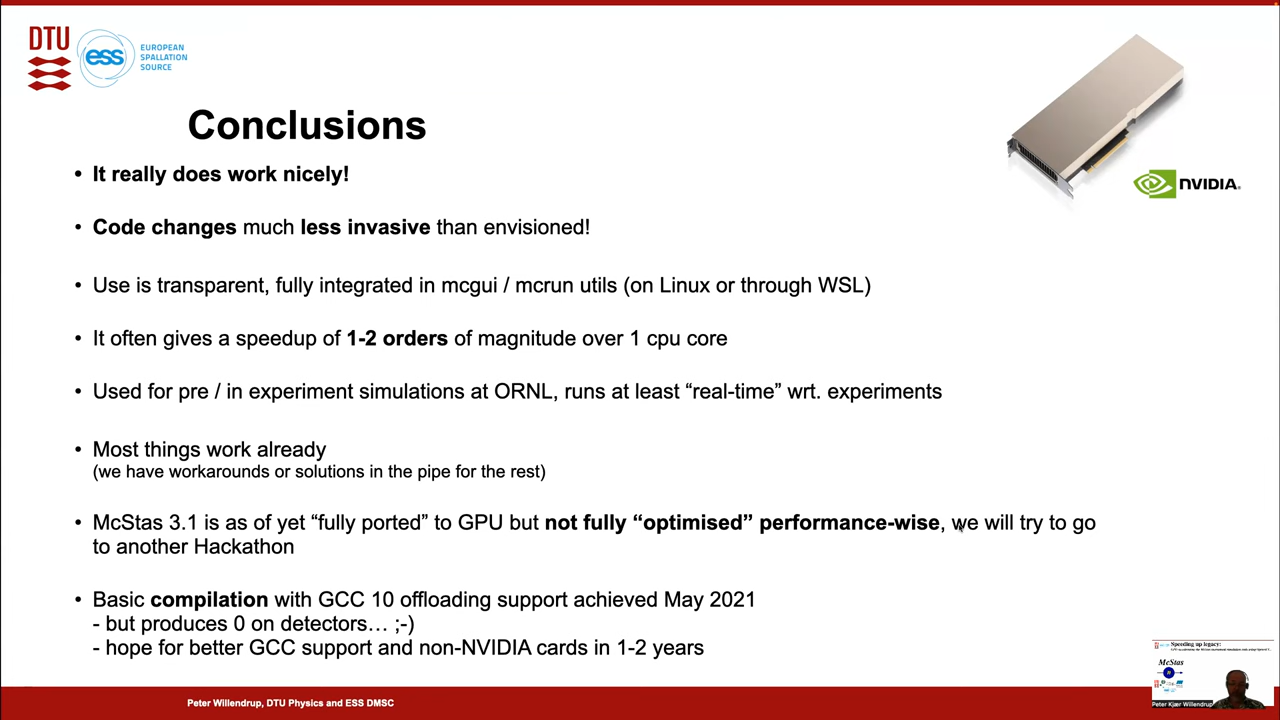 DTU
ess
EUROPEAN
SPALLATION
SOURCE
NVIDIA.
Conclusions
• It really does work nicely!
• Code changes much less invasive than envisioned!
• Use is transparent, fully integrated in mcgui / mcrun utils (on Linux or through WSL)
• It often gives a speedup of 1-2 orders of magnitude over 1 cpu core
• Used for pre / in experiment simulations at ORNL, runs at least “real-time” wrt. experiments
• Most things work already
(we have workarounds or solutions in the pipe for the rest)
• McStas 3.1 is as of yet “fully ported” to GPU but not fully “optimised” performance-wise, we will try to go
to another Hackathon
• Basic compilation with GCC 10 offloading support achieved May 2021
- but produces 0 on detectors… ;-)
- hope for better GCC support and non-NVIDIA cards in 1-2 years
Speeding up legacy:
McStas
Peter Kjær Willendrup
Peter Willendrup, DTU Physics and ESS DMSC